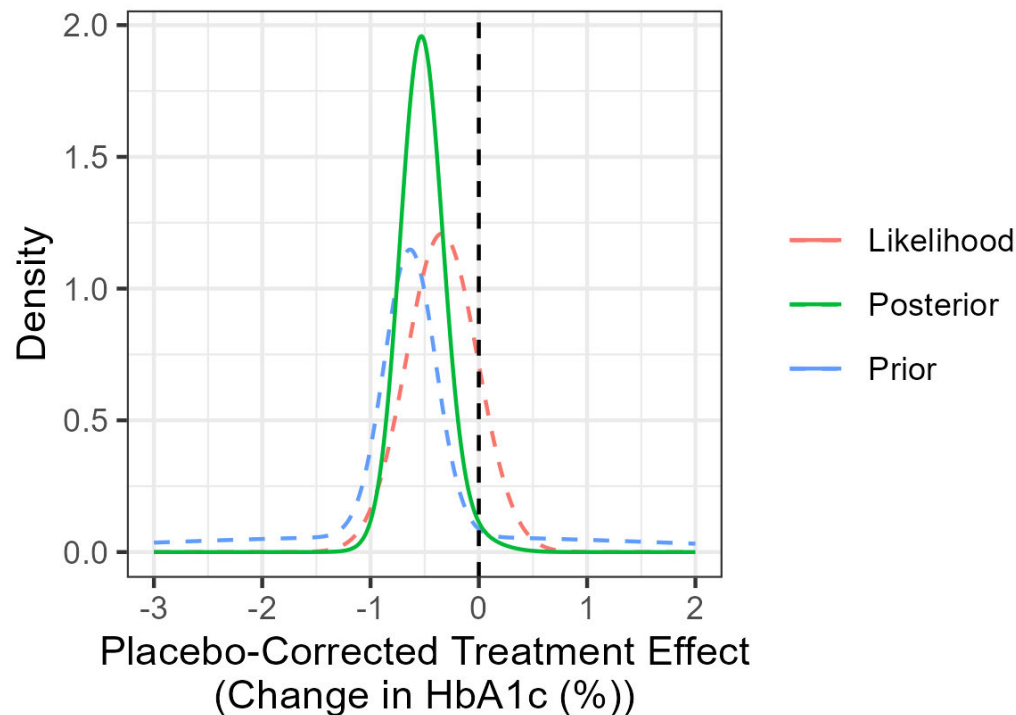 2.0
1.5
1.0
0.5
0.0
Density
-3 -2 -1 0 1 2
Placebo-Corrected Treatment Effect
(Change in HbA1c (%))
Likelihood
Posterior
Prior